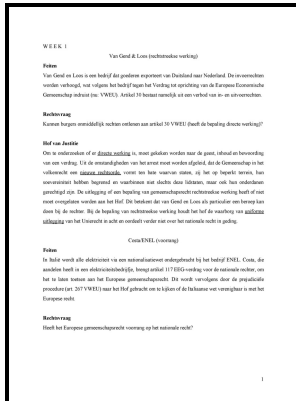 WEEK 1
Van Gend & Loos (rechtstreekse werking)
Feiten
Van Gend en Loos is een bedrijf dat goederen exporteert van Duitsland naar Nederland. De invoerrechten
worden verhoogd, wat volgens het bedrijf tegen het Verdrag tot oprichting van de Europese Economische
Gemeenschap indruist (nu: VWEU). Artikel 30 bestaat namelijk uit een verbod van in- en uitvoerrechten.
Rechtsvraag
Kunnen burgers onmiddellijk rechten ontlenen aan artikel 30 VWEU (heeft de bepaling directe werking)?
Hof van Justitie
Om te onderzoeken of er directe werking is, moet gekeken worden naar de geest, inhoud en bewoording
van een verdrag. Uit de omstandigheden van het arrest moet worden afgeleid, dat de Gemeenschap in het
volkenrecht een nieuwe rechtsorde vormt ten bate waarvan staten, zij het op beperkt terrein, hun
soevereiniteit hebben begrensd en waarbinnen niet slechts deze lidstaten, maar ook hun onderdanen
gerechtigd zijn. De uitlegging of een bepaling van gemeenschapsrecht rechtstreekse werking heeft of niet
moet overgelaten worden aan het Hof. Dit betekent dat van Gend en Loos als particulier een beroep kan
doen bij de rechter. Bij de bepaling van rechtstreekse werking houdt het hof de waarborg van uniforme
uitlegging van het Unierecht in acht en oordeelt verder niet over het nationale recht in geding.
Costa/ENEL (voorrang)
Feiten
In Italië wordt alle elektriciteit via een nationalisatiewet ondergebracht bij het bedrijf ENEL. Costa, die
aandelen heeft in een elektriciteitsbedrijfje, brengt artikel 117 EEG-verdrag voor de nationale rechter, om
het te laten toetsen aan het Europese gemeenschapsrecht. Dit wordt vervolgens door de prejudiciële
procedure (art. 267 VWEU) naar het Hof gebracht om te kijken of de Italiaanse wet verenigbaar is met het
Europese recht.
Rechtsvraag
Heeft het Europese gemeenschapsrecht voorrang op het nationale recht?
1